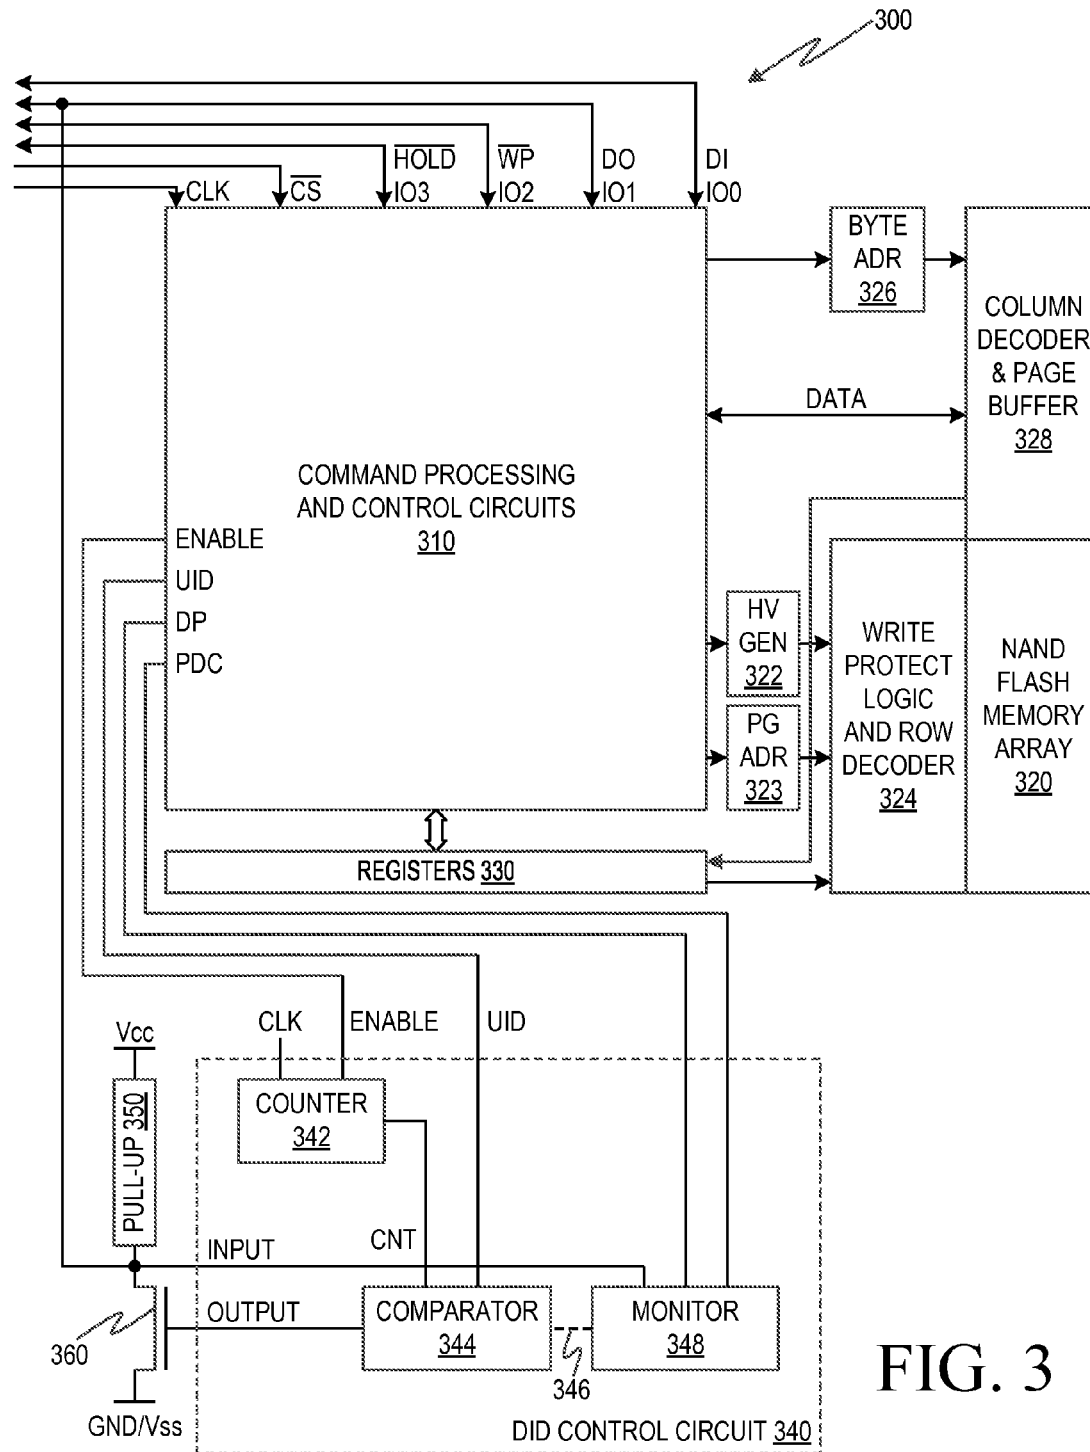 300
HOLD WP DO DI
CLK CS IO3 IO2 IO1 IO0
BYTE
ADR
326
COLUMN
DECODER
& PAGE
BUFFER
328
DATA
COMMAND PROCESSING
AND CONTROL CIRCUITS
310
ENABLE
UID
DP
PDC
HV
GEN
322
PG
ADR
323
WRITE
PROTECT
LOGIC
AND ROW
DECODER
324
NAND
FLASH
MEMORY
ARRAY
320
REGISTERS 330
Vcc
CLK ENABLE UID
PULL-UP 350
COUNTER
342
CNT
INPUT
OUTPUT
COMPARATOR
344
MONITOR
348
360
346
GND/Vss
DID CONTROL CIRCUIT 340
FIG. 3